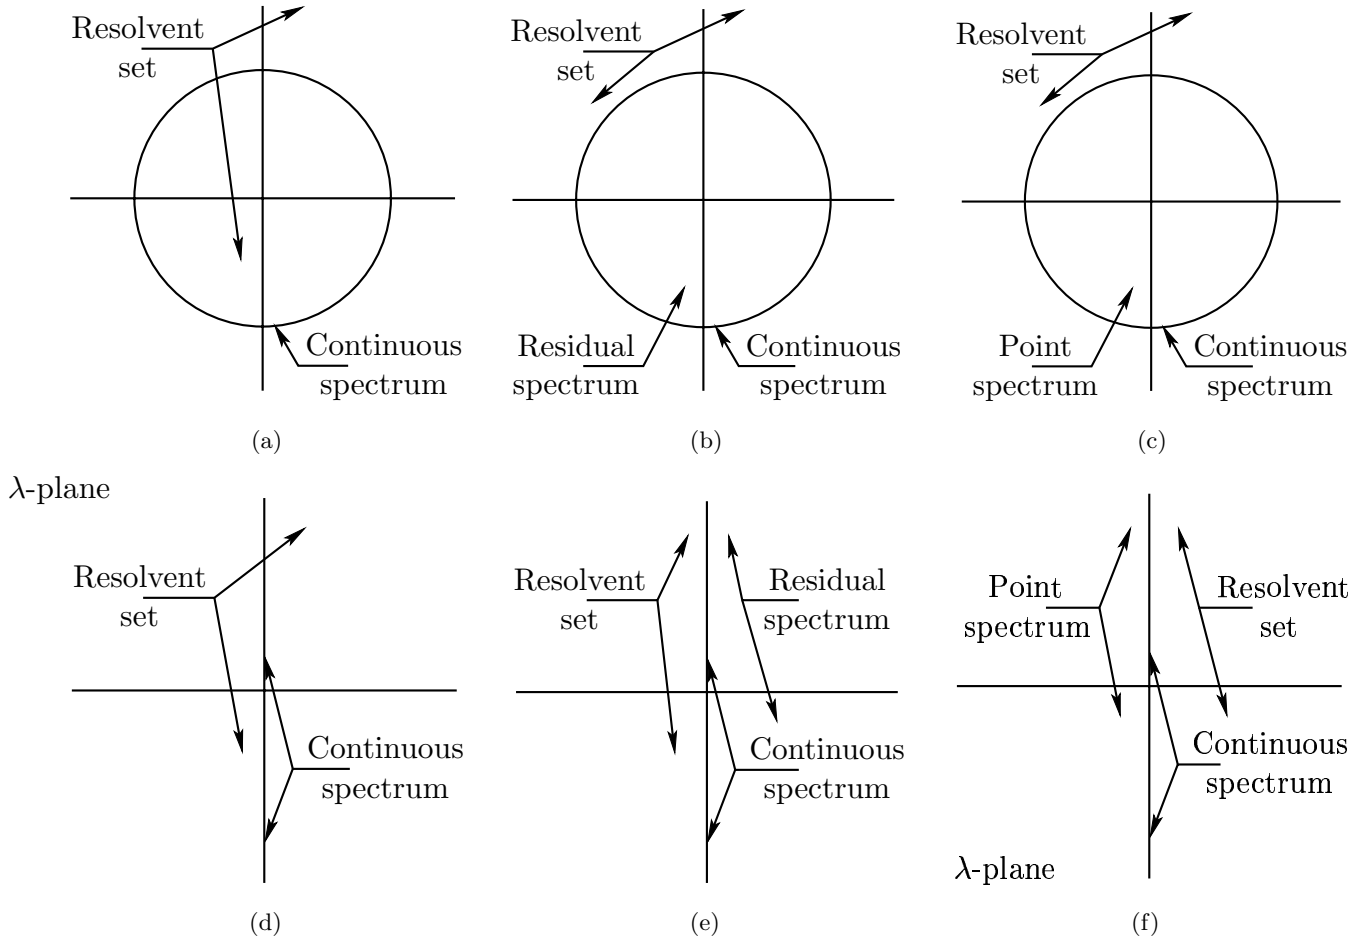 Resolvent
set
Continuous
spectrum
(a)
Resolvent
set
Residual
spectrum
Continuous
spectrum
(b)
Resolvent
set
Point
spectrum
Continuous
spectrum
(c)
λ-plane
Resolvent
set
Continuous
spectrum
(d)
Resolvent
set
Residual
spectrum
Continuous
spectrum
(e)
Point
spectrum
Resolvent
set
Continuous
spectrum
λ-plane
(f)